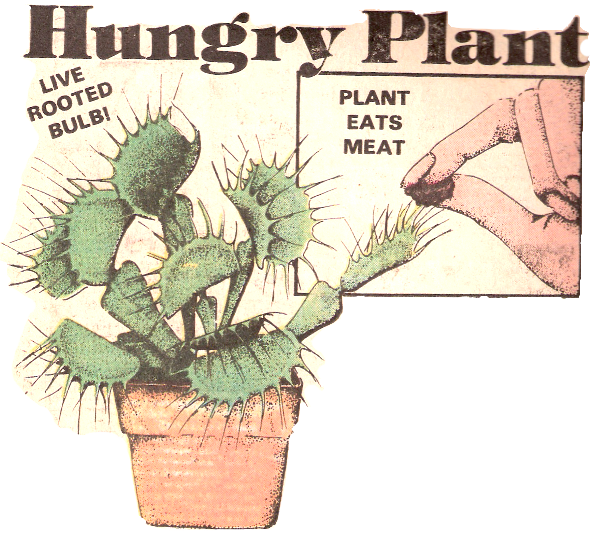 Hungry Plant
LIVE
ROOTED
BULB!
PLANT
EATS
MEAT